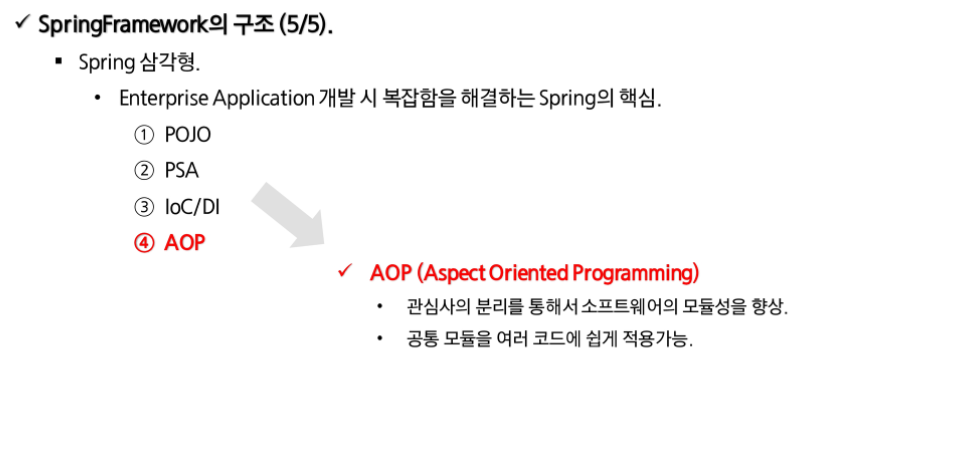 ✓ SpringFramework의 구조 (5/5).
▪ Spring 삼각형.
• Enterprise Application 개발 시 복잡함을 해결하는 Spring의 핵심.
① POJO
② PSA
③ IoC/DI
④ AOP
✓ AOP (Aspect Oriented Programming)
• 관심사의 분리를 통해서 소프트웨어의 모듈성을 향상.
• 공통 모듈을 여러 코드에 쉽게 적용가능.